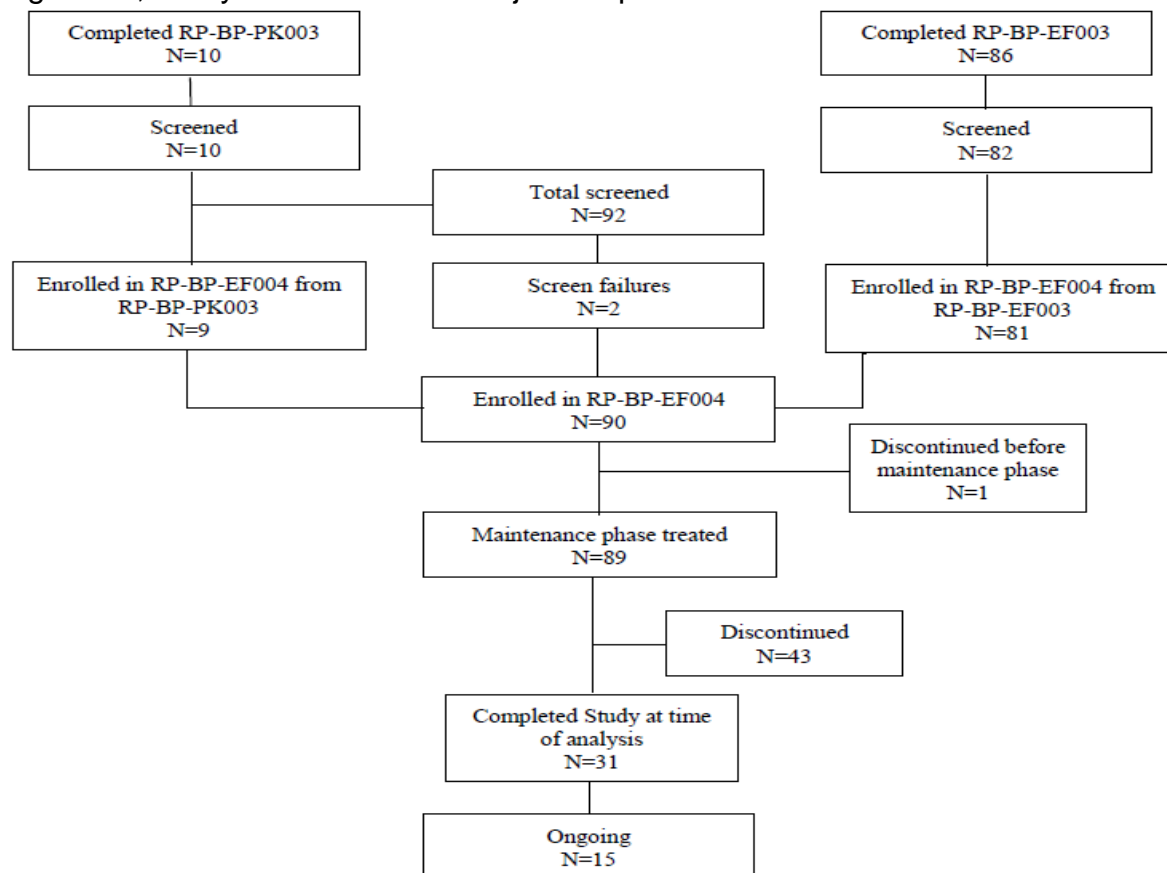 Completed RP-BP-PK003
N=10
Completed RP-BP-EF003
N=86
Screened
N=10
Screened
N=82
Total screened
N=92
Enrolled in RP-BP-EF004 from
RP-BP-PK003
N=9
Screen failures
N=2
Enrolled in RP-BP-EF004 from
RP-BP-EF003
N=81
Enrolled in RP-BP-EF004
N=90
Discontinued before
maintenance phase
N=1
Maintenance phase treated
N=89
Discontinued
N=43
Completed Study at time
of analysis
N=31
Ongoing
N=15